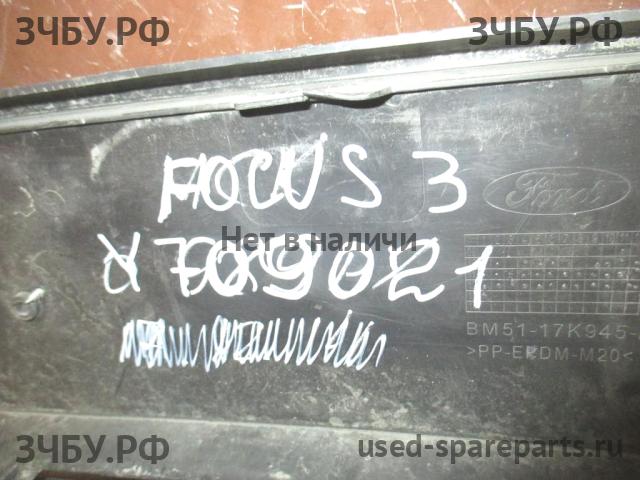 ЗЧБУ.РФ ЗЧБУ.РФ
FOCUS 3
Ford
Нет в наличи
709021
BM51-17K945-
>PP-EPDM-M20<
ЗЧБУ.РФ used-spareparts.ru